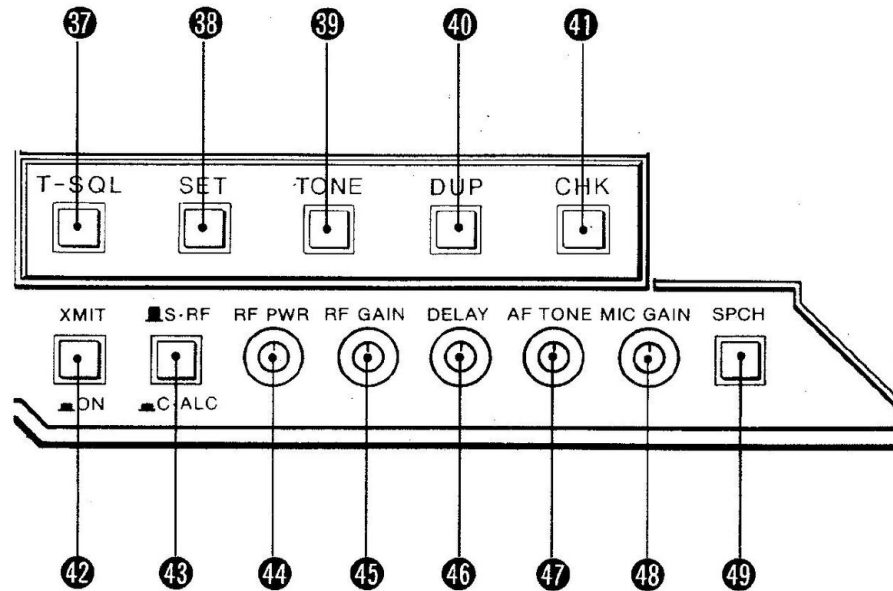 37 38 39 40 41
T-SQL SET TONE DUP CHK
XMIT S·RF RF PWR RF GAIN DELAY AF TONE MIC GAIN SPCH
ON C·ALC
42 43 44 45 46 47 48 49